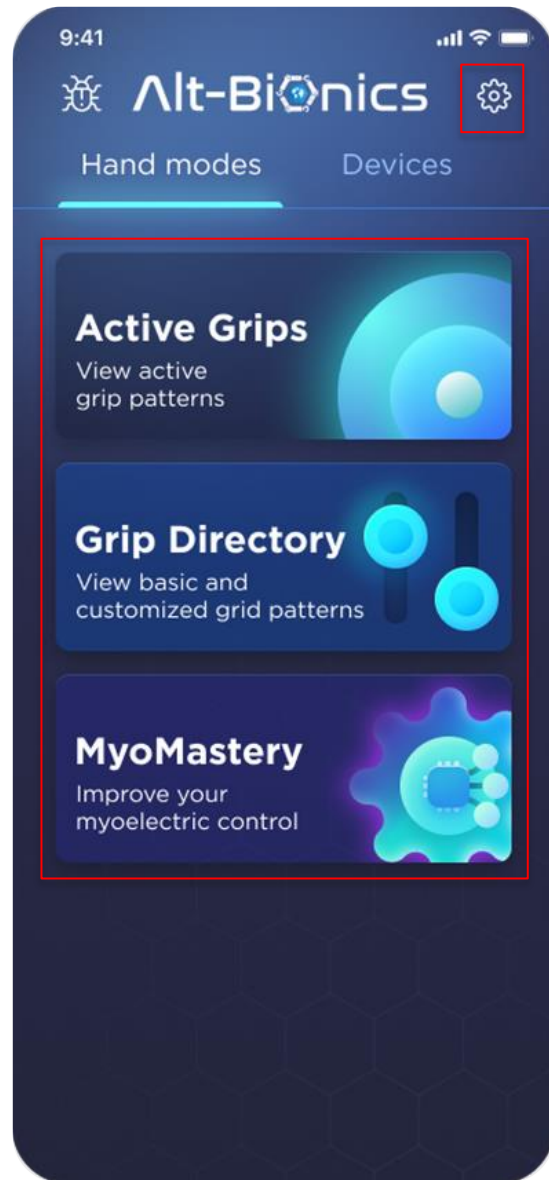 9:41
Alt-Bionics
Hand modes Devices
Active Grips
View active
grip patterns
Grip Directory
View basic and
customized grid patterns
MyoMastery
Improve your
myoelectric control